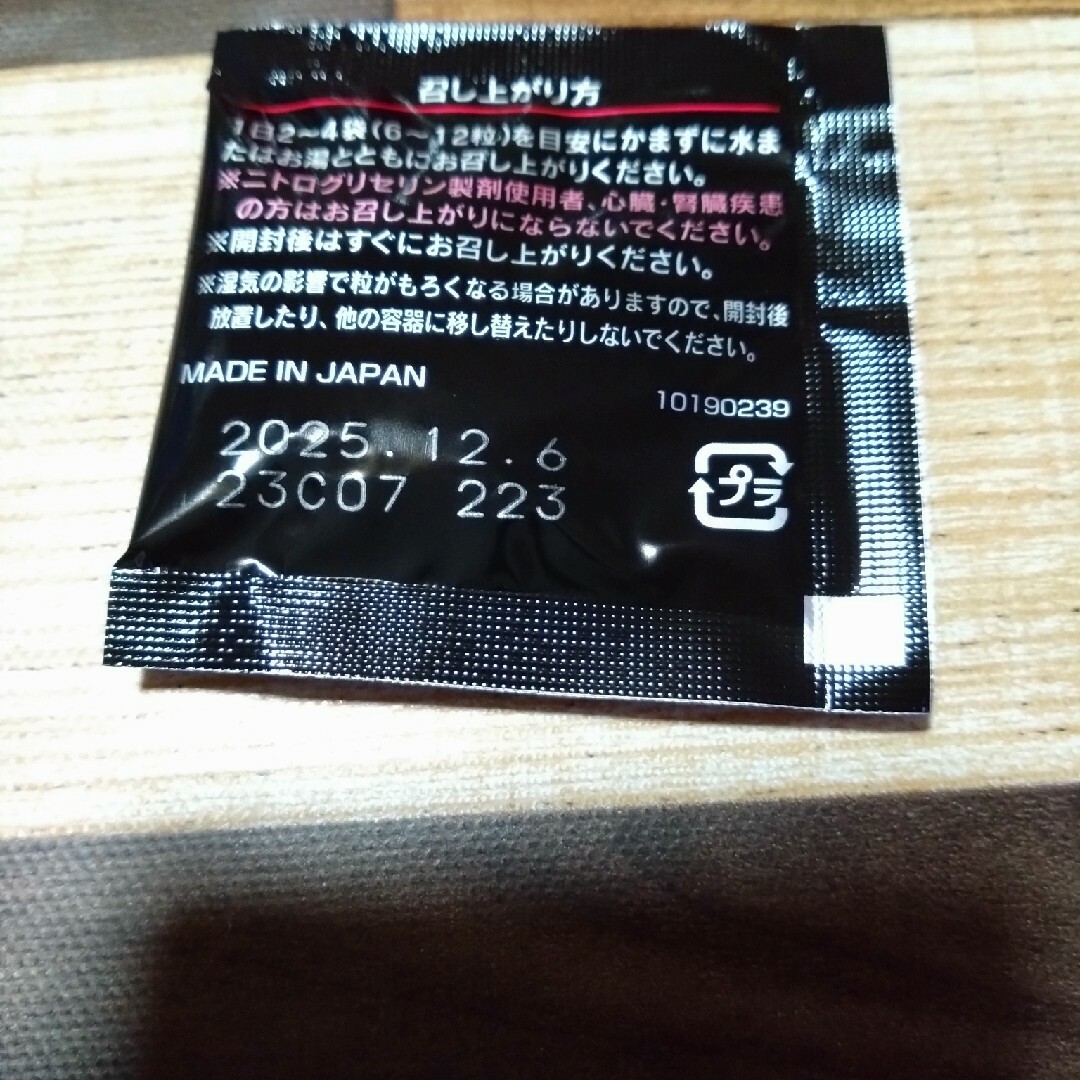 召し上がり方
1日2〜4袋（6〜12粒）を目安にかまずに水ま
たはお湯とともにお召し上がりください。
※ニトログリセリン製剤使用者、心臓・腎臓疾患
の方はお召し上がりにならないでください。
※開封後はすぐにお召し上がりください。
※湿気の影響で粒がもろくなる場合がありますので、開封後
放置したり、他の容器に移し替えたりしないでください。
MADE IN JAPAN
10190239
2025.12.6
23C07 223
プラ